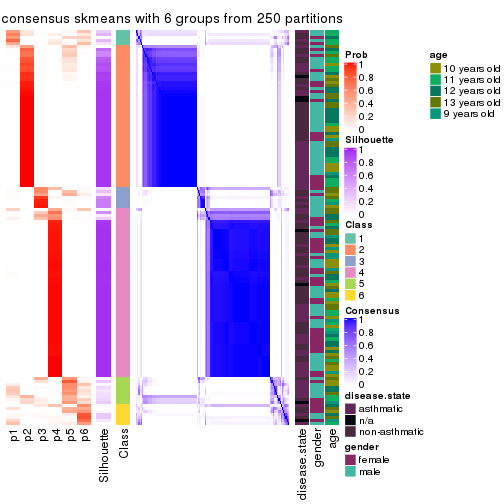 consensus skmeans with 6 groups from 250 partitions
Prob
1
0.8
0.6
0.4
0.2
0
Silhouette
1
0.8
0.6
0.4
0.2
0
Class
1
2
3
4
5
6
Consensus
1
0.8
0.6
0.4
0.2
0
disease.state
asthmatic
n/a
non-asthmatic
gender
female
male
age
10 years old
11 years old
12 years old
13 years old
9 years old
p1
p2
p3
p4
p5
p6
Silhouette
Class
disease.state
gender
age